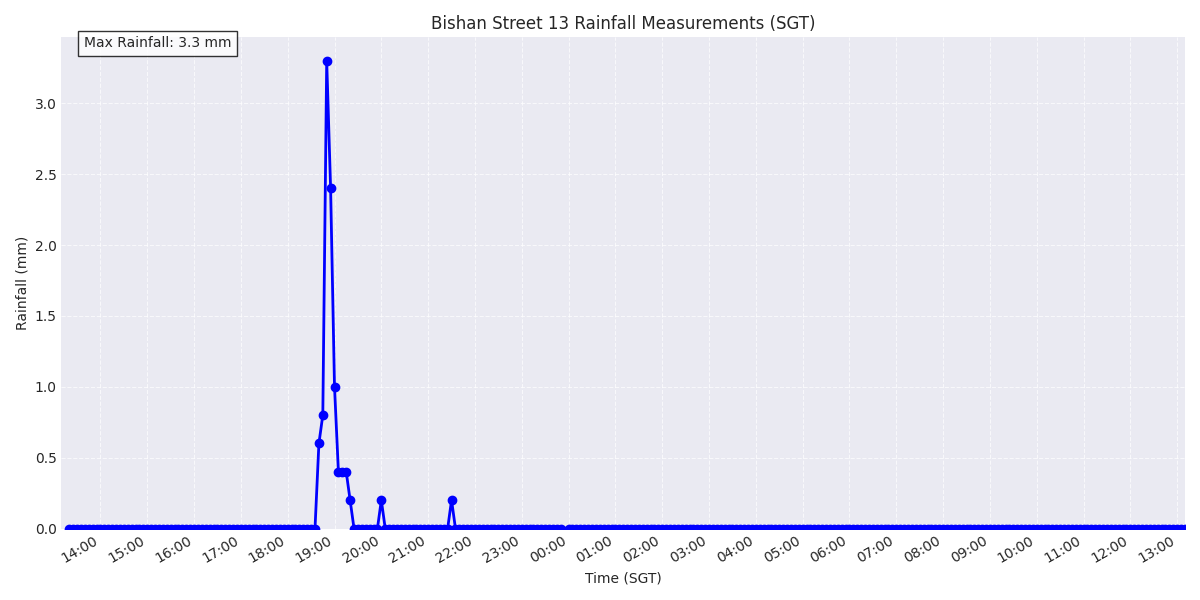 Bishan Street 13 Rainfall Measurements (SGT)
Max Rainfall: 3.3 mm
Rainfall (mm)
3.0
2.5
2.0
1.5
1.0
0.5
0.0
14:00 15:00 16:00 17:00 18:00 19:00 20:00 21:00 22:00 23:00 00:00 01:00 02:00 03:00 04:00 05:00 06:00 07:00 08:00 09:00 10:00 11:00 12:00 13:00
Time (SGT)